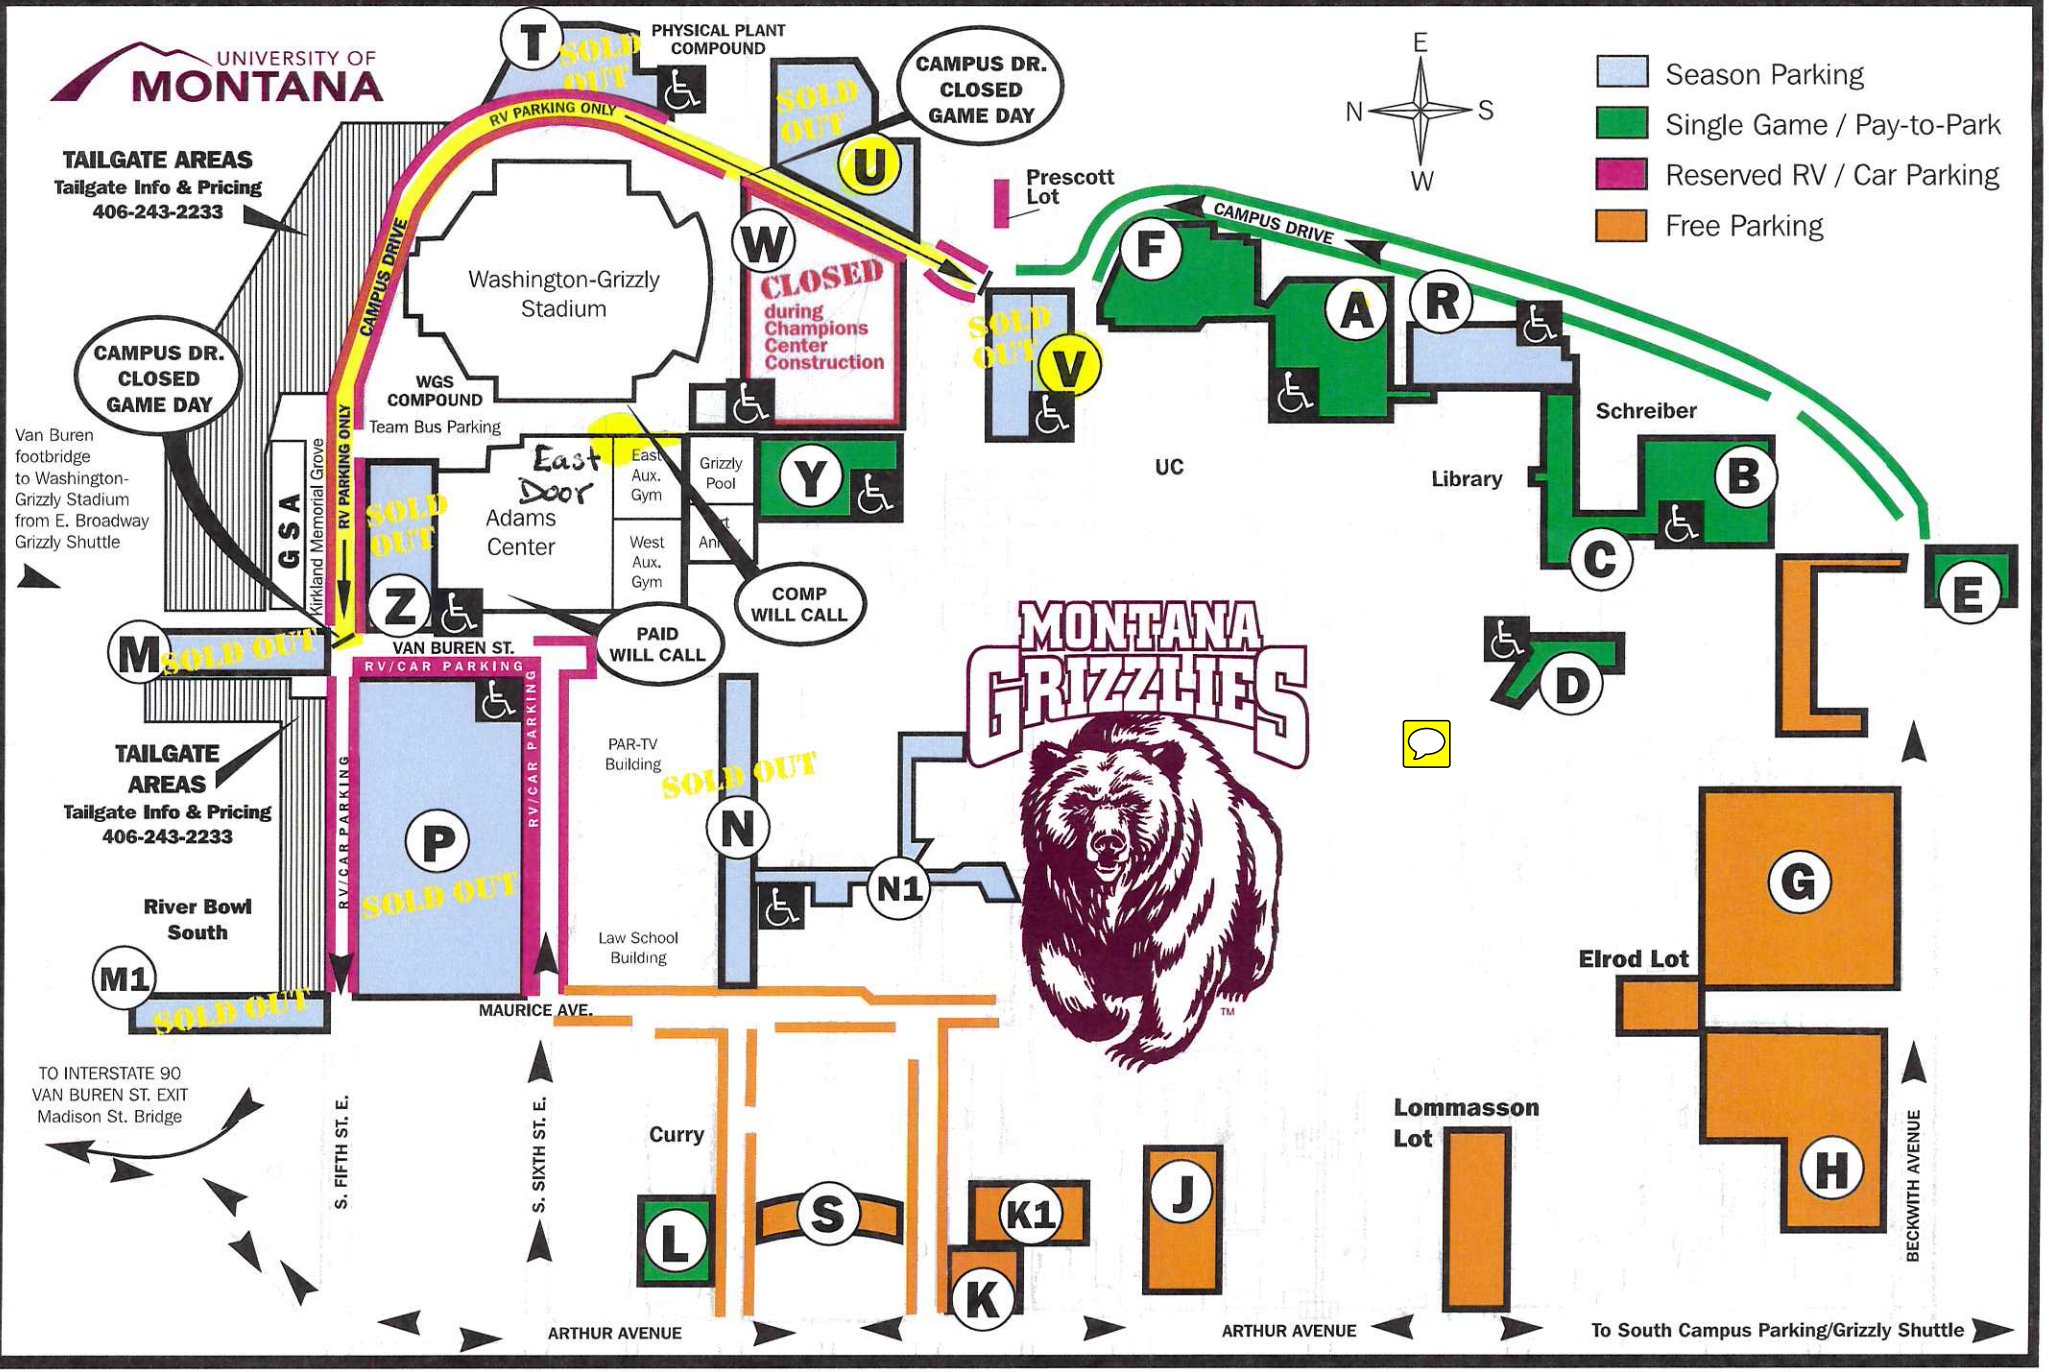 UNIVERSITY OF
MONTANA
T
SOLD
OUT
PHYSICAL PLANT
COMPOUND
RV PARKING ONLY
SOLD
OUT
U
CAMPUS DR.
CLOSED
GAME DAY
E
N
S
W
Season Parking
Single Game / Pay-to-Park
Reserved RV / Car Parking
Free Parking
TAILGATE AREAS
Tailgate Info & Pricing
406-243-2233
CAMPUS DRIVE
Washington-Grizzly
Stadium
W
CLOSED
during
Champions
Center
Construction
Prescott
Lot
CAMPUS DRIVE
F
A
R
SOLD
OUT
V
CAMPUS DR.
CLOSED
GAME DAY
WGS
COMPOUND
Team Bus Parking
RV PARKING ONLY
Van Buren
footbridge
to Washington-
Grizzly Stadium
from E. Broadway
Grizzly Shuttle
GSA
Kirkland Memorial Grove
SOLD
OUT
Z
East
Door
Adams
Center
East
Aux.
Gym
West
Aux.
Gym
Grizzly
Pool
Y
UC
Schreiber
Library
B
C
E
D
COMP
WILL CALL
PAID
WILL CALL
M
SOLD OUT
VAN BUREN ST.
RV/CAR PARKING
RV/CAR PARKING
RV/CAR PARKING
TAILGATE
AREAS
Tailgate Info & Pricing
406-243-2233
P
SOLD OUT
PAR-TV
Building
SOLD OUT
N
N1
Law School
Building
MONTANA
GRIZZLIES
TM
River Bowl
South
M1
SOLD OUT
MAURICE AVE.
G
Elrod Lot
H
TO INTERSTATE 90
VAN BUREN ST. EXIT
Madison St. Bridge
S. FIFTH ST. E.
S. SIXTH ST. E.
Curry
L
S
K1
K
J
Lommasson
Lot
BECKWITH AVENUE
ARTHUR AVENUE
ARTHUR AVENUE
To South Campus Parking/Grizzly Shuttle